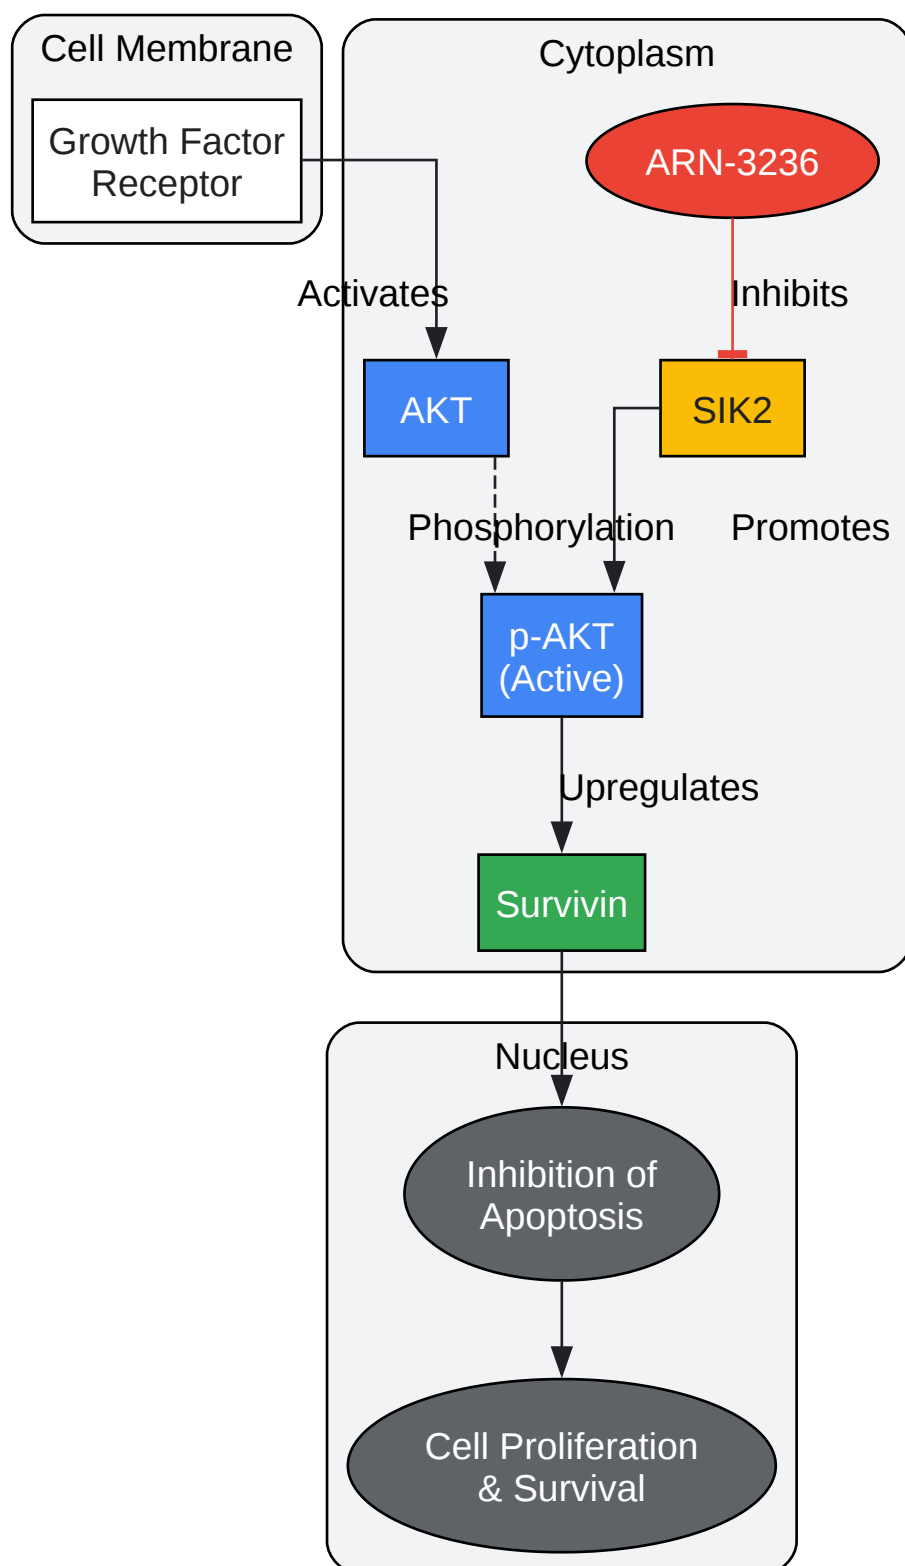 Cell Membrane
Growth Factor
Receptor
Cytoplasm
ARN-3236
Activates
Inhibits
AKT
SIK2
Phosphorylation
Promotes
p-AKT
(Active)
Upregulates
Survivin
Nucleus
Inhibition of
Apoptosis
Cell Proliferation
& Survival